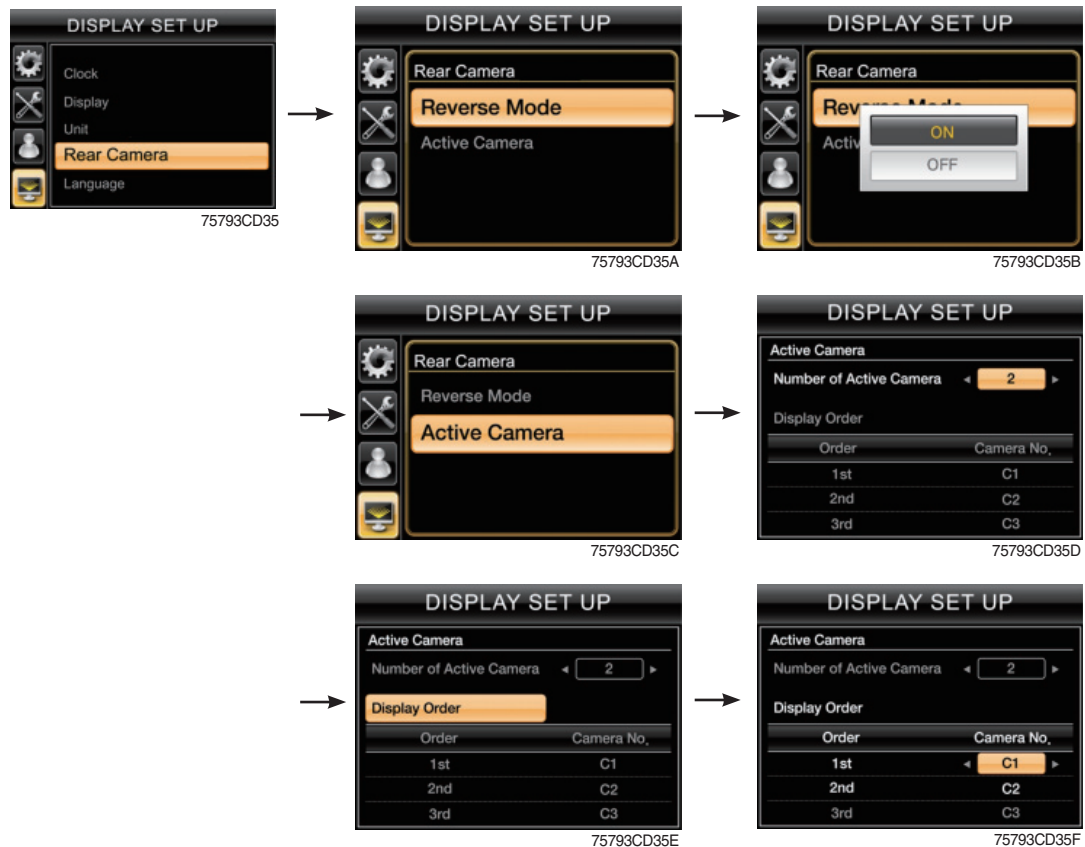 DISPLAY SET UP
Clock
Display
Unit
Rear Camera
Language
75793CD35
DISPLAY SET UP
Rear Camera
Reverse Mode
Active Camera
75793CD35A
DISPLAY SET UP
Rear Camera
ON
OFF
75793CD35B
DISPLAY SET UP
Rear Camera
Reverse Mode
Active Camera
75793CD35C
DISPLAY SET UP
Active Camera
Number of Active Camera 2
Display Order
Order Camera No.
1st C1
2nd C2
3rd C3
75793CD35D
DISPLAY SET UP
Active Camera
Number of Active Camera 2
Display Order
Order Camera No.
1st C1
2nd C2
3rd C3
75793CD35E
DISPLAY SET UP
Active Camera
Number of Active Camera 2
Display Order
Order Camera No.
1st C1
2nd C2
3rd C3
75793CD35F